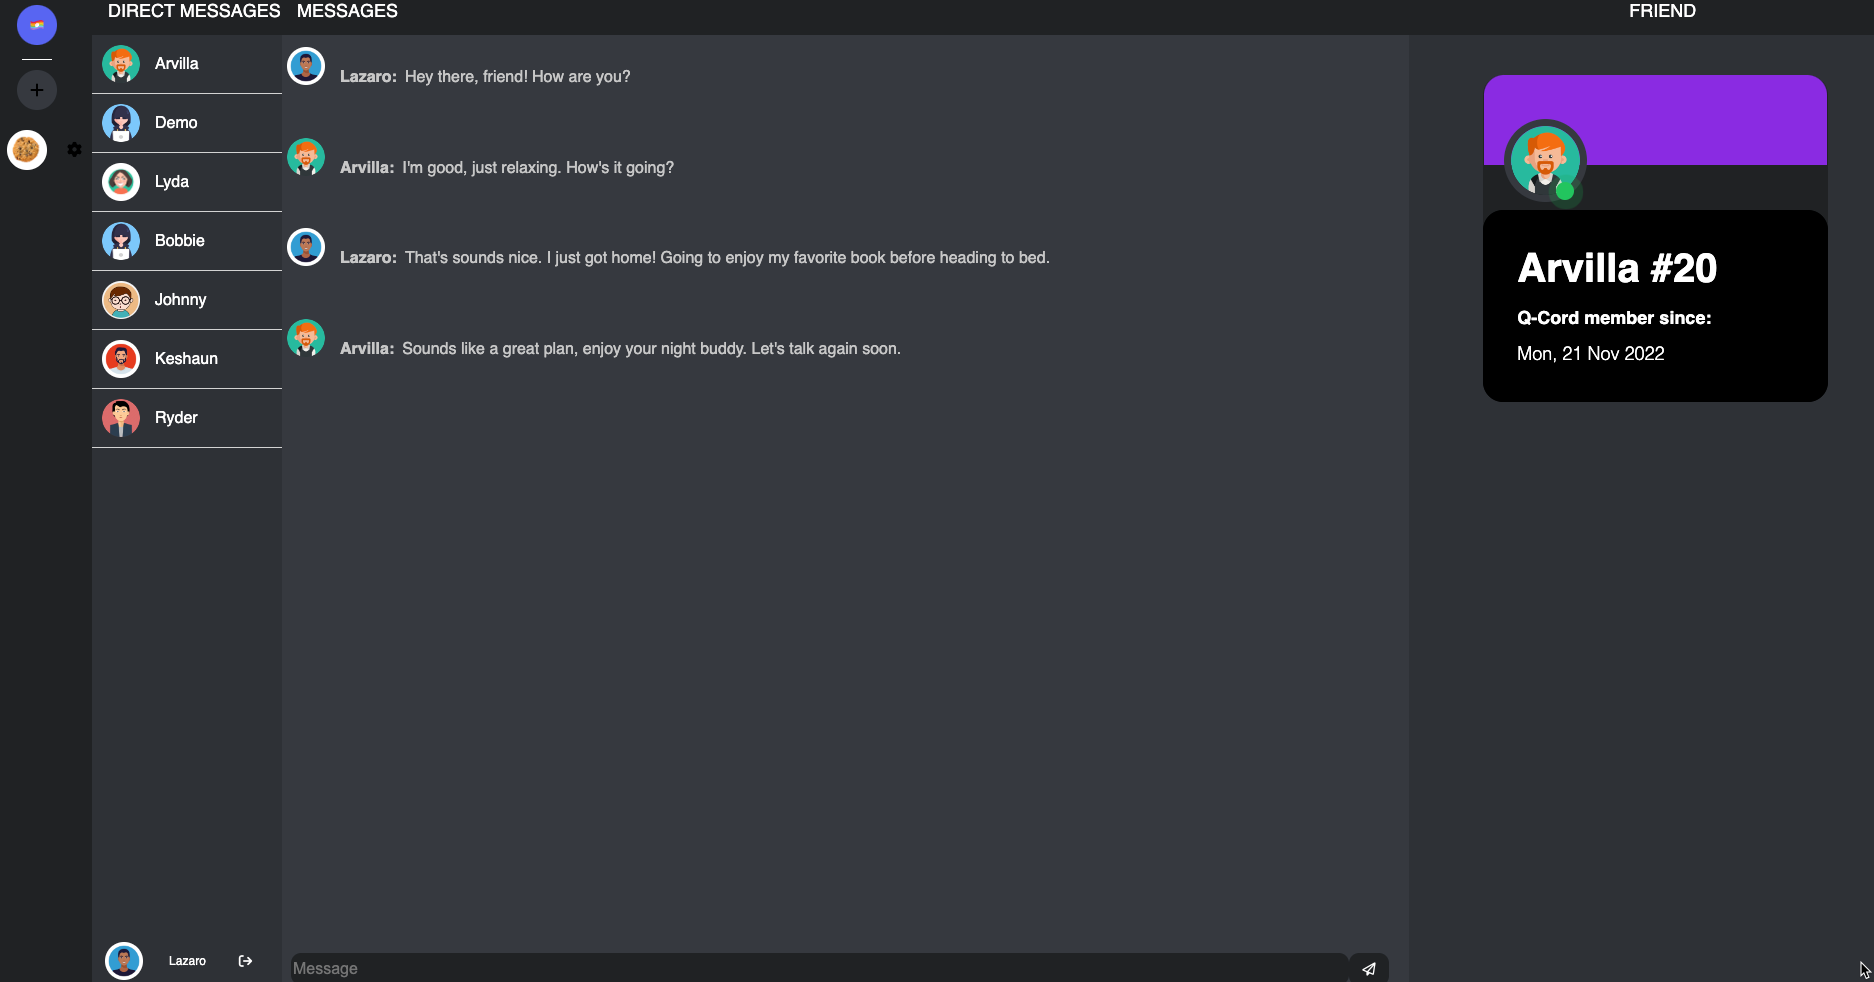 DIRECT MESSAGES
MESSAGES
FRIEND
Arvilla
Demo
Lyda
Bobbie
Johnny
Keshaun
Ryder
Lazaro: Hey there, friend! How are you?
Arvilla: I'm good, just relaxing. How's it going?
Lazaro: That's sounds nice. I just got home! Going to enjoy my favorite book before heading to bed.
Arvilla: Sounds like a great plan, enjoy your night buddy. Let's talk again soon.
Arvilla #20
Q-Cord member since:
Mon, 21 Nov 2022
Lazaro
Message